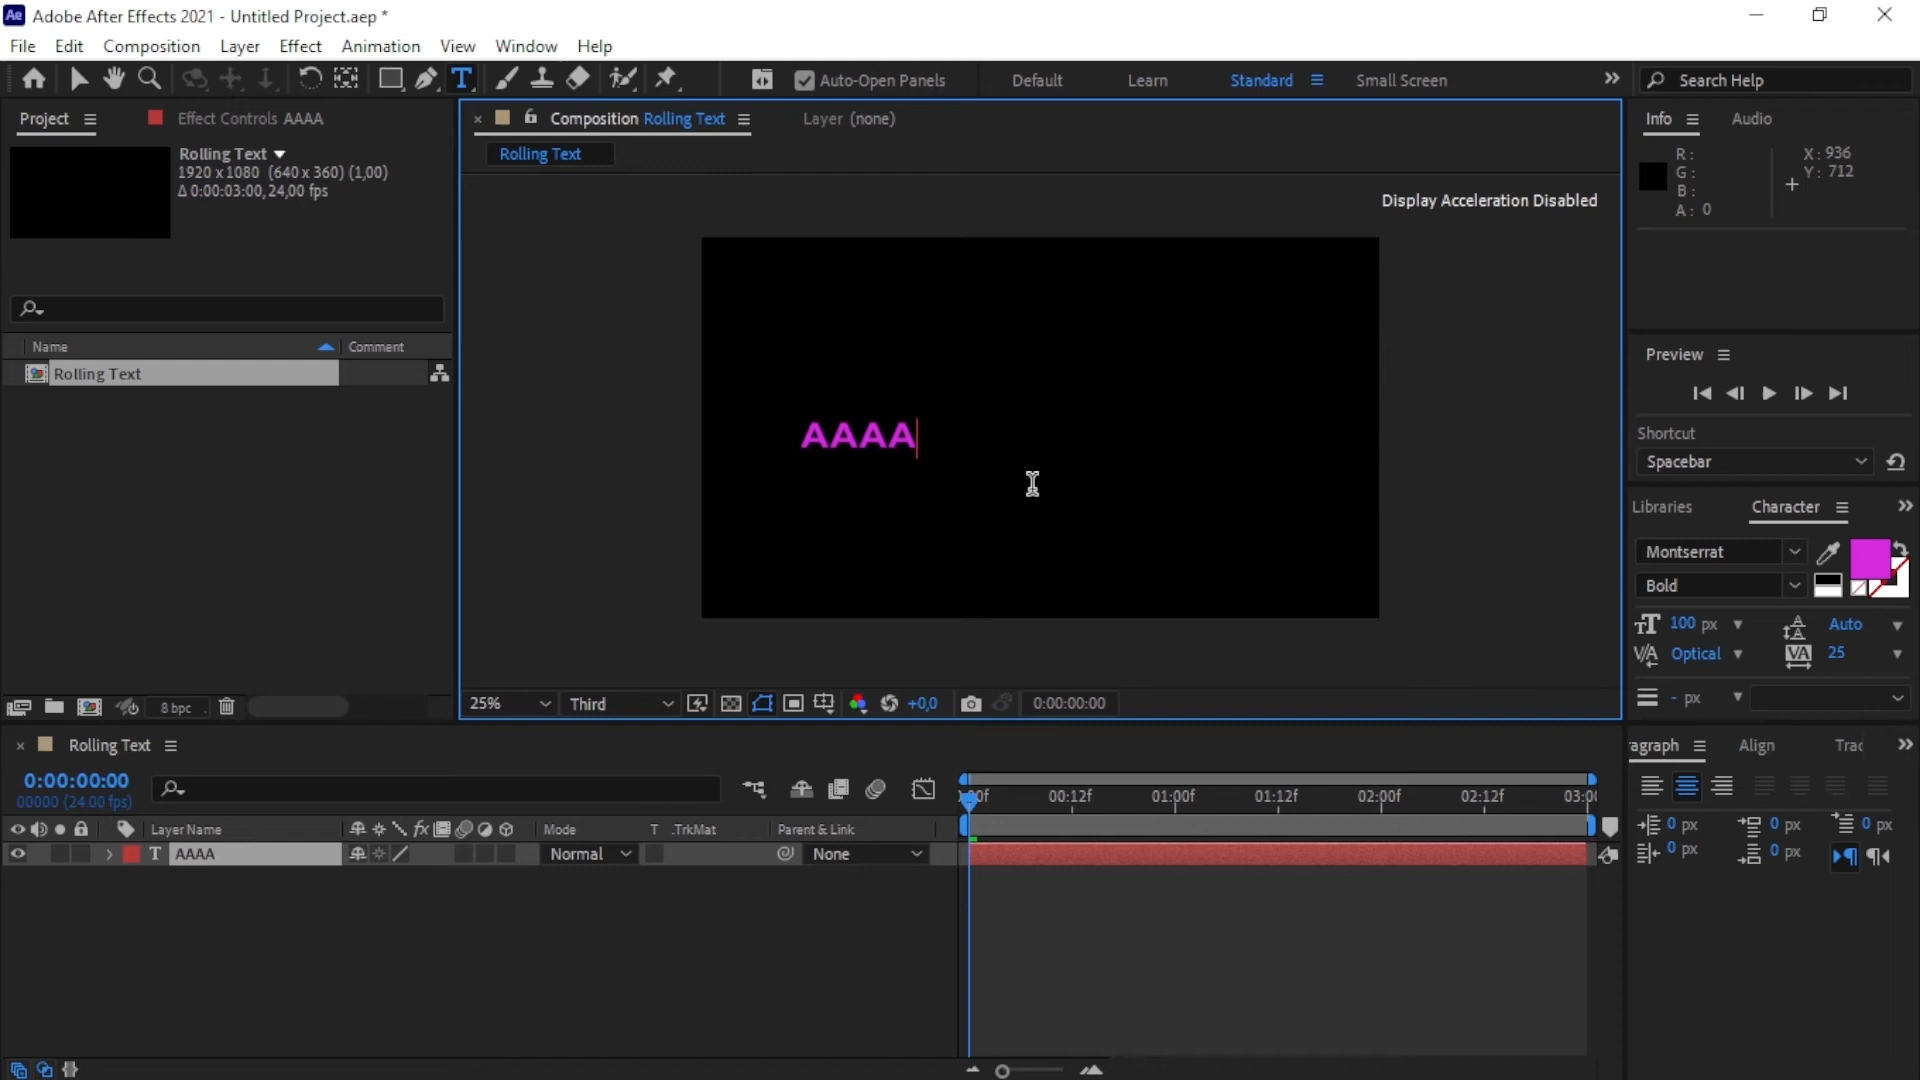 Ae Adobe After Effects 2021 - Untitled Project.aep *
File Edit Composition Layer Effect Animation View Window Help
Auto-Open Panels Default Learn Standard Small Screen Search Help
Project Effect Controls AAAA
Composition Rolling Text Layer (none)
Info Audio
Rolling Text
1920 x 1080 (640 x 360) (1,00)
Δ 0:00:03:00, 24,00 fps
Rolling Text
R:
G:
B:
A: 0
X: 936
Y: 712
Display Acceleration Disabled
Name Comment
Rolling Text
AAAA
Preview
Shortcut
Spacebar
Libraries Character
Montserrat
Bold
100 px Auto
Optical 25
- px
8 bpc
25% Third +0,0 0:00:00:00
Rolling Text
agraph Align Trac
0:00:00:00
00000 (24.00 fps)
00:12f 01:00f 01:12f 02:00f 02:12f 03:00
Layer Name Mode T .TrkMat Parent & Link
T AAAA Normal None
0 px 0 px 0 px
0 px 0 px